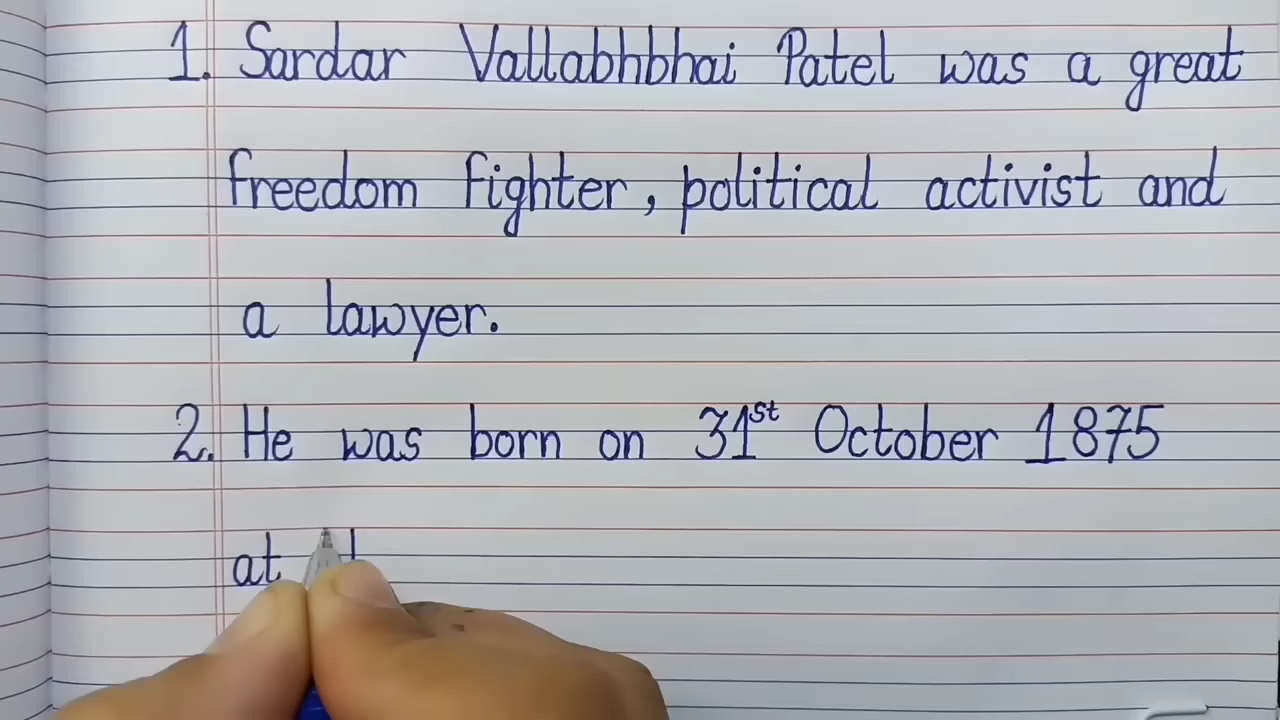 1. Sardar Vallabhbhai Patel was a great
freedom fighter, political activist and
a lawyer.
2. He was born on 31st October 1875
at